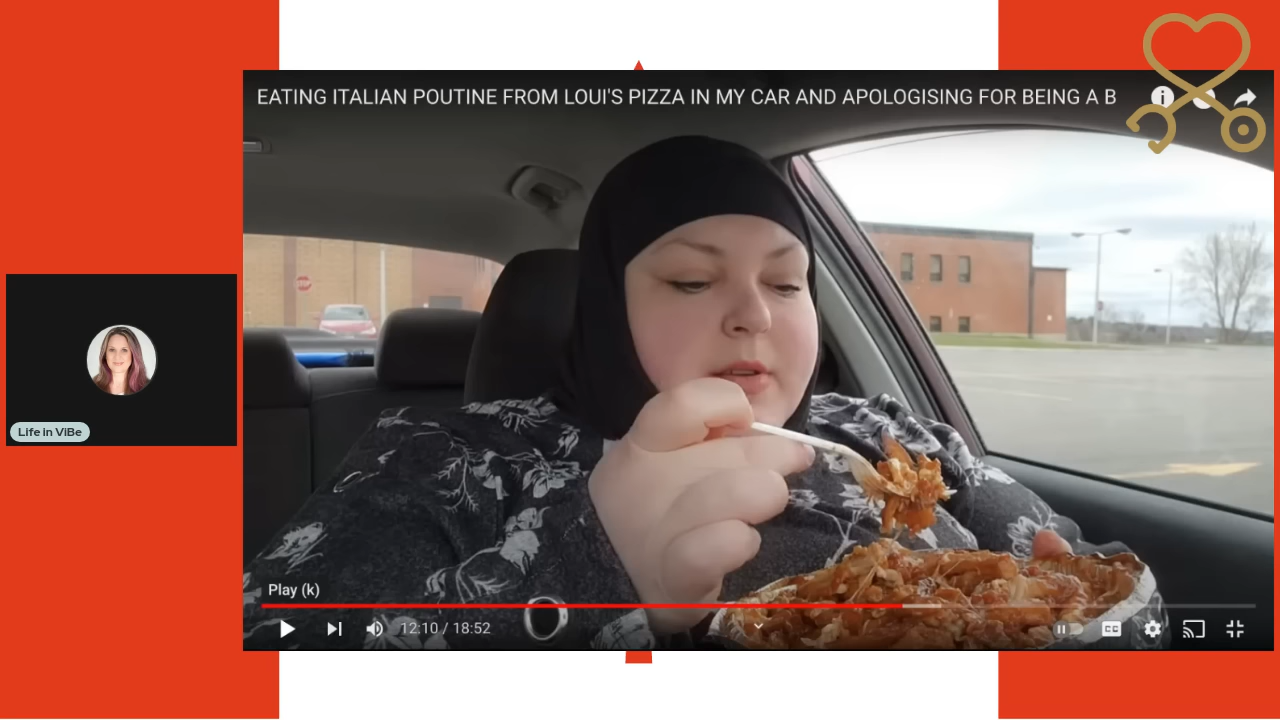 EATING ITALIAN POUTINE FROM LOUI'S PIZZA IN MY CAR AND APOLOGISING FOR BEING A B
Life in ViBe
Play (k)
12:10 / 18:52
CC